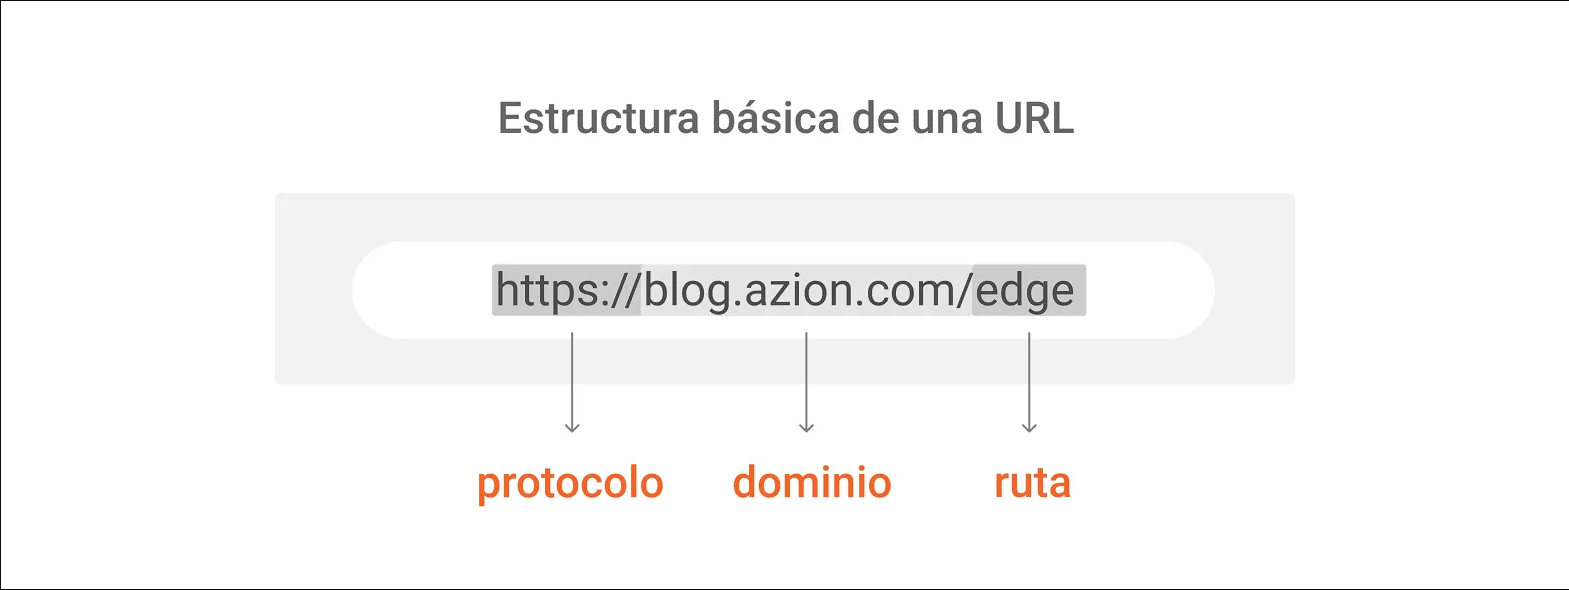 Estructura básica de una URL
https://blog.azion.com/edge
protocolo dominio ruta